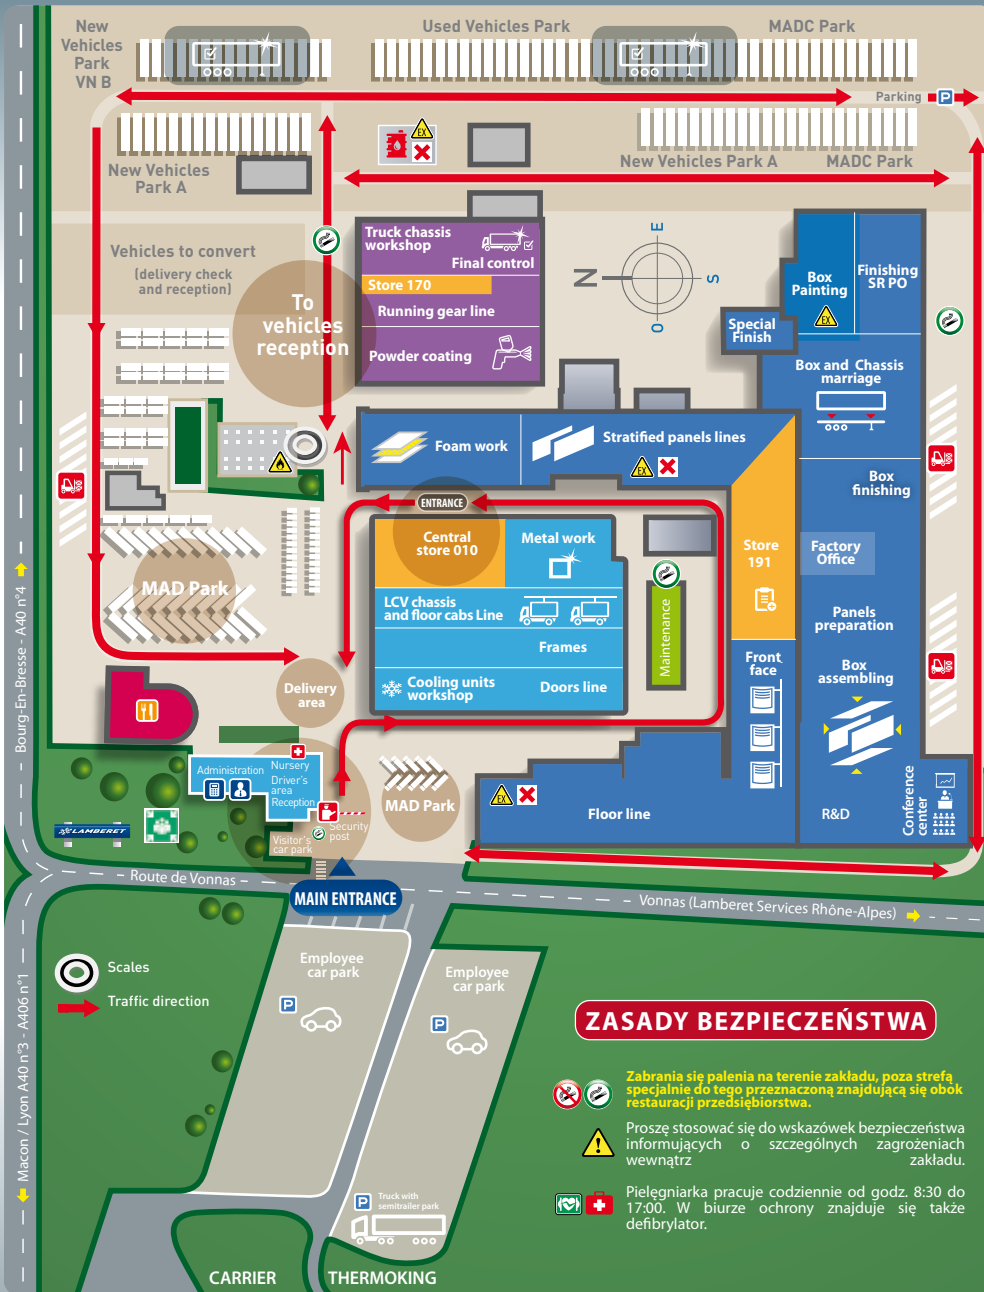 New
Vehicles
Park
VN B
Used Vehicles Park
MADC Park
Parking
P
New Vehicles
Park A
EX
New Vehicles Park A
MADC Park
Vehicles to convert
(delivery check
and reception)
To
vehicles
reception
Truck chassis
workshop
Final control
Store 170
Running gear line
Powder coating
E
N
S
O
Box
Painting
EX
Finishing
SR PO
Special
Finish
Box and Chassis
marriage
Foam work
Stratified panels lines
EX
Box
finishing
ENTRANCE
Central
store 010
Metal work
Store
191
Factory
Office
LCV chassis
and floor cabs Line
Frames
Cooling units
workshop
Doors line
Maintenance
Panels
preparation
Front
face
Box
assembling
MAD Park
Delivery
area
Bourg-En-Bresse - A40 n°4
Administration
Nursery
Driver's
area
Reception
Security
post
Visitor's
car park
MAD Park
EX
Floor line
R&D
Conference
center
LAMBERET
Route de Vonnas
MAIN ENTRANCE
Vonnas (Lamberet Services Rhône-Alpes)
Macon / Lyon A40 n°3 - A406 n°1
Scales
Traffic direction
Employee
car park
P
Employee
car park
P
ZASADY BEZPIECZEŃSTWA
Zabrania się palenia na terenie zakładu, poza strefą
specjalnie do tego przeznaczoną znajdującą się obok
restauracji przedsiębiorstwa.
Proszę stosować się do wskazówek bezpieczeństwa
informujących o szczególnych zagrożeniach
wewnątrz zakładu.
Pielęgniarka pracuje codziennie od godz. 8:30 do
17:00. W biurze ochrony znajduje się także
defibrylator.
P
Truck with
semitrailer park
CARRIER
THERMOKING